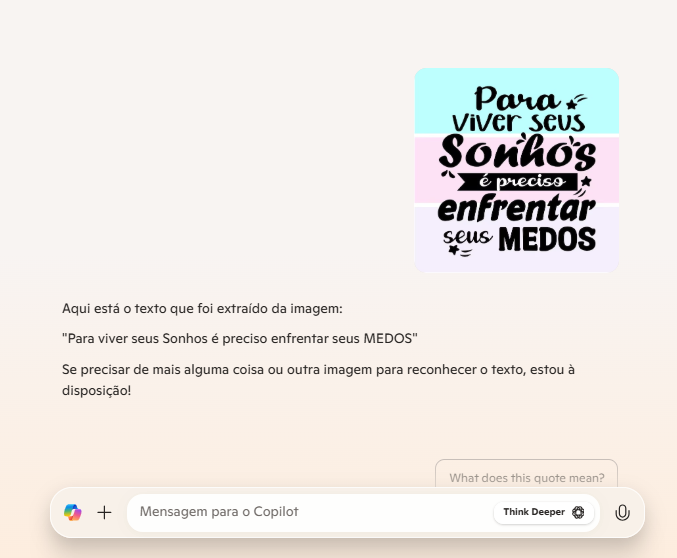 Para
viver seus
Sonhos
é preciso
enfrentar
seus MEDOS
Aqui está o texto que foi extraído da imagem:
"Para viver seus Sonhos é preciso enfrentar seus MEDOS"
Se precisar de mais alguma coisa ou outra imagem para reconhecer o texto, estou à
disposição!
What does this quote mean?
Mensagem para o Copilot
Think Deeper